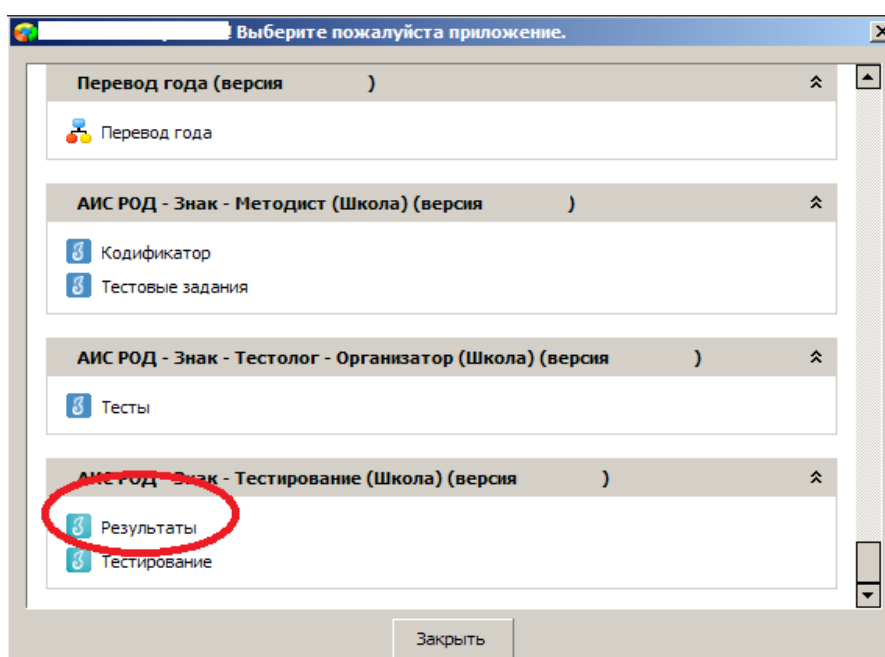 ! Выберите пожалуйста приложение.
Перевод года (версия )
Перевод года
АИС РОД - Знак - Методист (Школа) (версия )
Кодификатор
Тестовые задания
АИС РОД - Знак - Тестолог - Организатор (Школа) (версия )
Тесты
АИС РОД - Знак - Тестирование (Школа) (версия )
Результаты
Тестирование
Закрыть